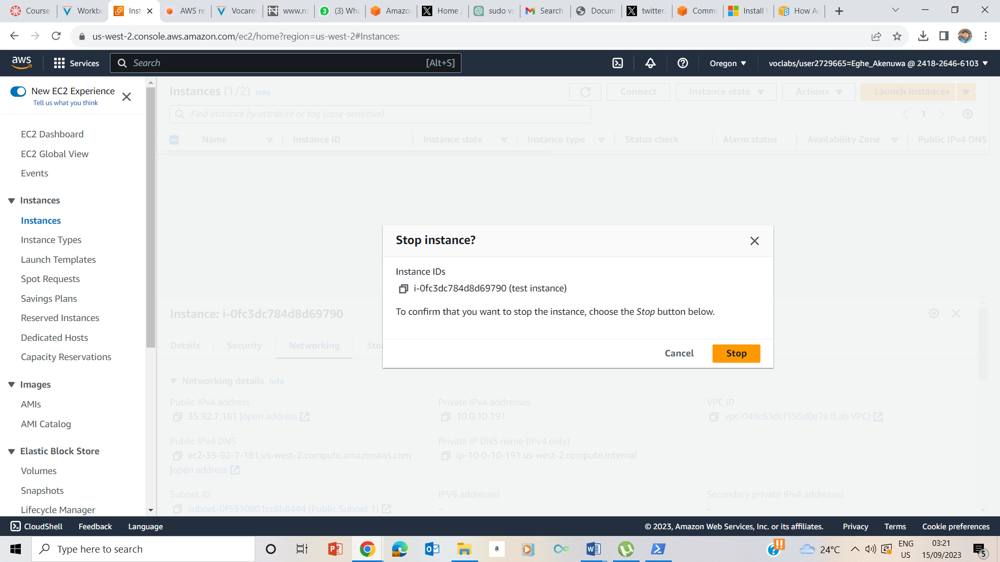 Course
Workbe
Inst
AWS re
Vocareu
www.na
(3) Wha
Amazo
Home /
sudo vs
Search
Docum
twitter.
Comma
Install
How A
us-west-2.console.aws.amazon.com/ec2/home?region=us-west-2#Instances:
aws
Services
Search
[Alt+S]
Oregon
voclabs/user2729665=Eghe_Akenuwa @ 2418-2646-6103
New EC2 Experience
Tell us what you think
EC2 Dashboard
EC2 Global View
Events
Instances
Instances
Instance Types
Launch Templates
Spot Requests
Savings Plans
Reserved Instances
Dedicated Hosts
Capacity Reservations
Images
AMIs
AMI Catalog
Elastic Block Store
Volumes
Snapshots
Lifecycle Manager
Instances (1/2) Info
Connect
Instance state
Actions
Launch instances
Find instance by attribute or tag (case-sensitive)
1
Name
Instance ID
Instance state
Instance type
Status check
Alarm status
Availability Zone
Public IPv4 DNS
Stop instance?
Instance IDs
i-0fc3dc784d8d69790 (test instance)
To confirm that you want to stop the instance, choose the Stop button below.
Cancel
Stop
Instance: i-0fc3dc784d8d69790
Details
Security
Networking
Sto
Networking details Info
Public IPv4 address
35.92.7.181 |open address
Private IPv4 addresses
10.0.10.191
VPC ID
vpc-048c63dcf155d0e7a (Lab VPC)
Public IPv4 DNS
ec2-35-92-7-181.us-west-2.compute.amazonaws.com
|open address
Private IP DNS name (IPv4 only)
ip-10-0-10-191.us-west-2.compute.internal
Subnet ID
subnet-0f5910801cc8b8444 (Public Subnet 1)
IPV6 addresses
–
Secondary private IPv4 addresses
–
CloudShell
Feedback
Language
© 2023, Amazon Web Services, Inc. or its affiliates.
Privacy
Terms
Cookie preferences
Type here to search
a
24°C
ENG
US
03:21
15/09/2023
5